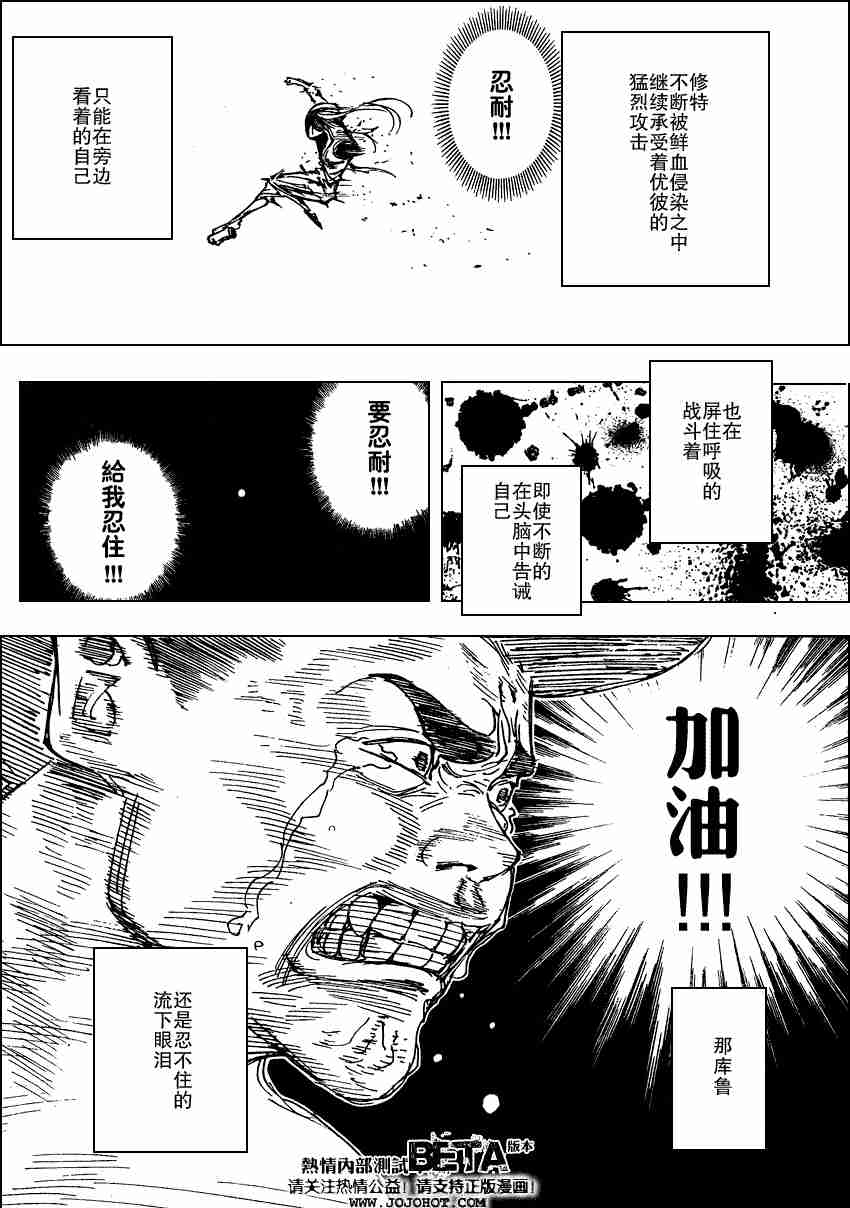 修特
不断被鲜血侵染之中
继续承受着优彼的
猛烈攻击
忍耐!!!
只能在旁边
看着的自己
也在
屏住呼吸的
战斗着
即使不断的
在头脑中告诫
自己
要忍耐!!!
給我忍住!!!
加油!!!
那库鲁
还是忍不住的
流下眼泪
熱情內部測試BETA版本
请关注热情公益! 请支持正版漫画!
WWW.JOJOHOT.COM